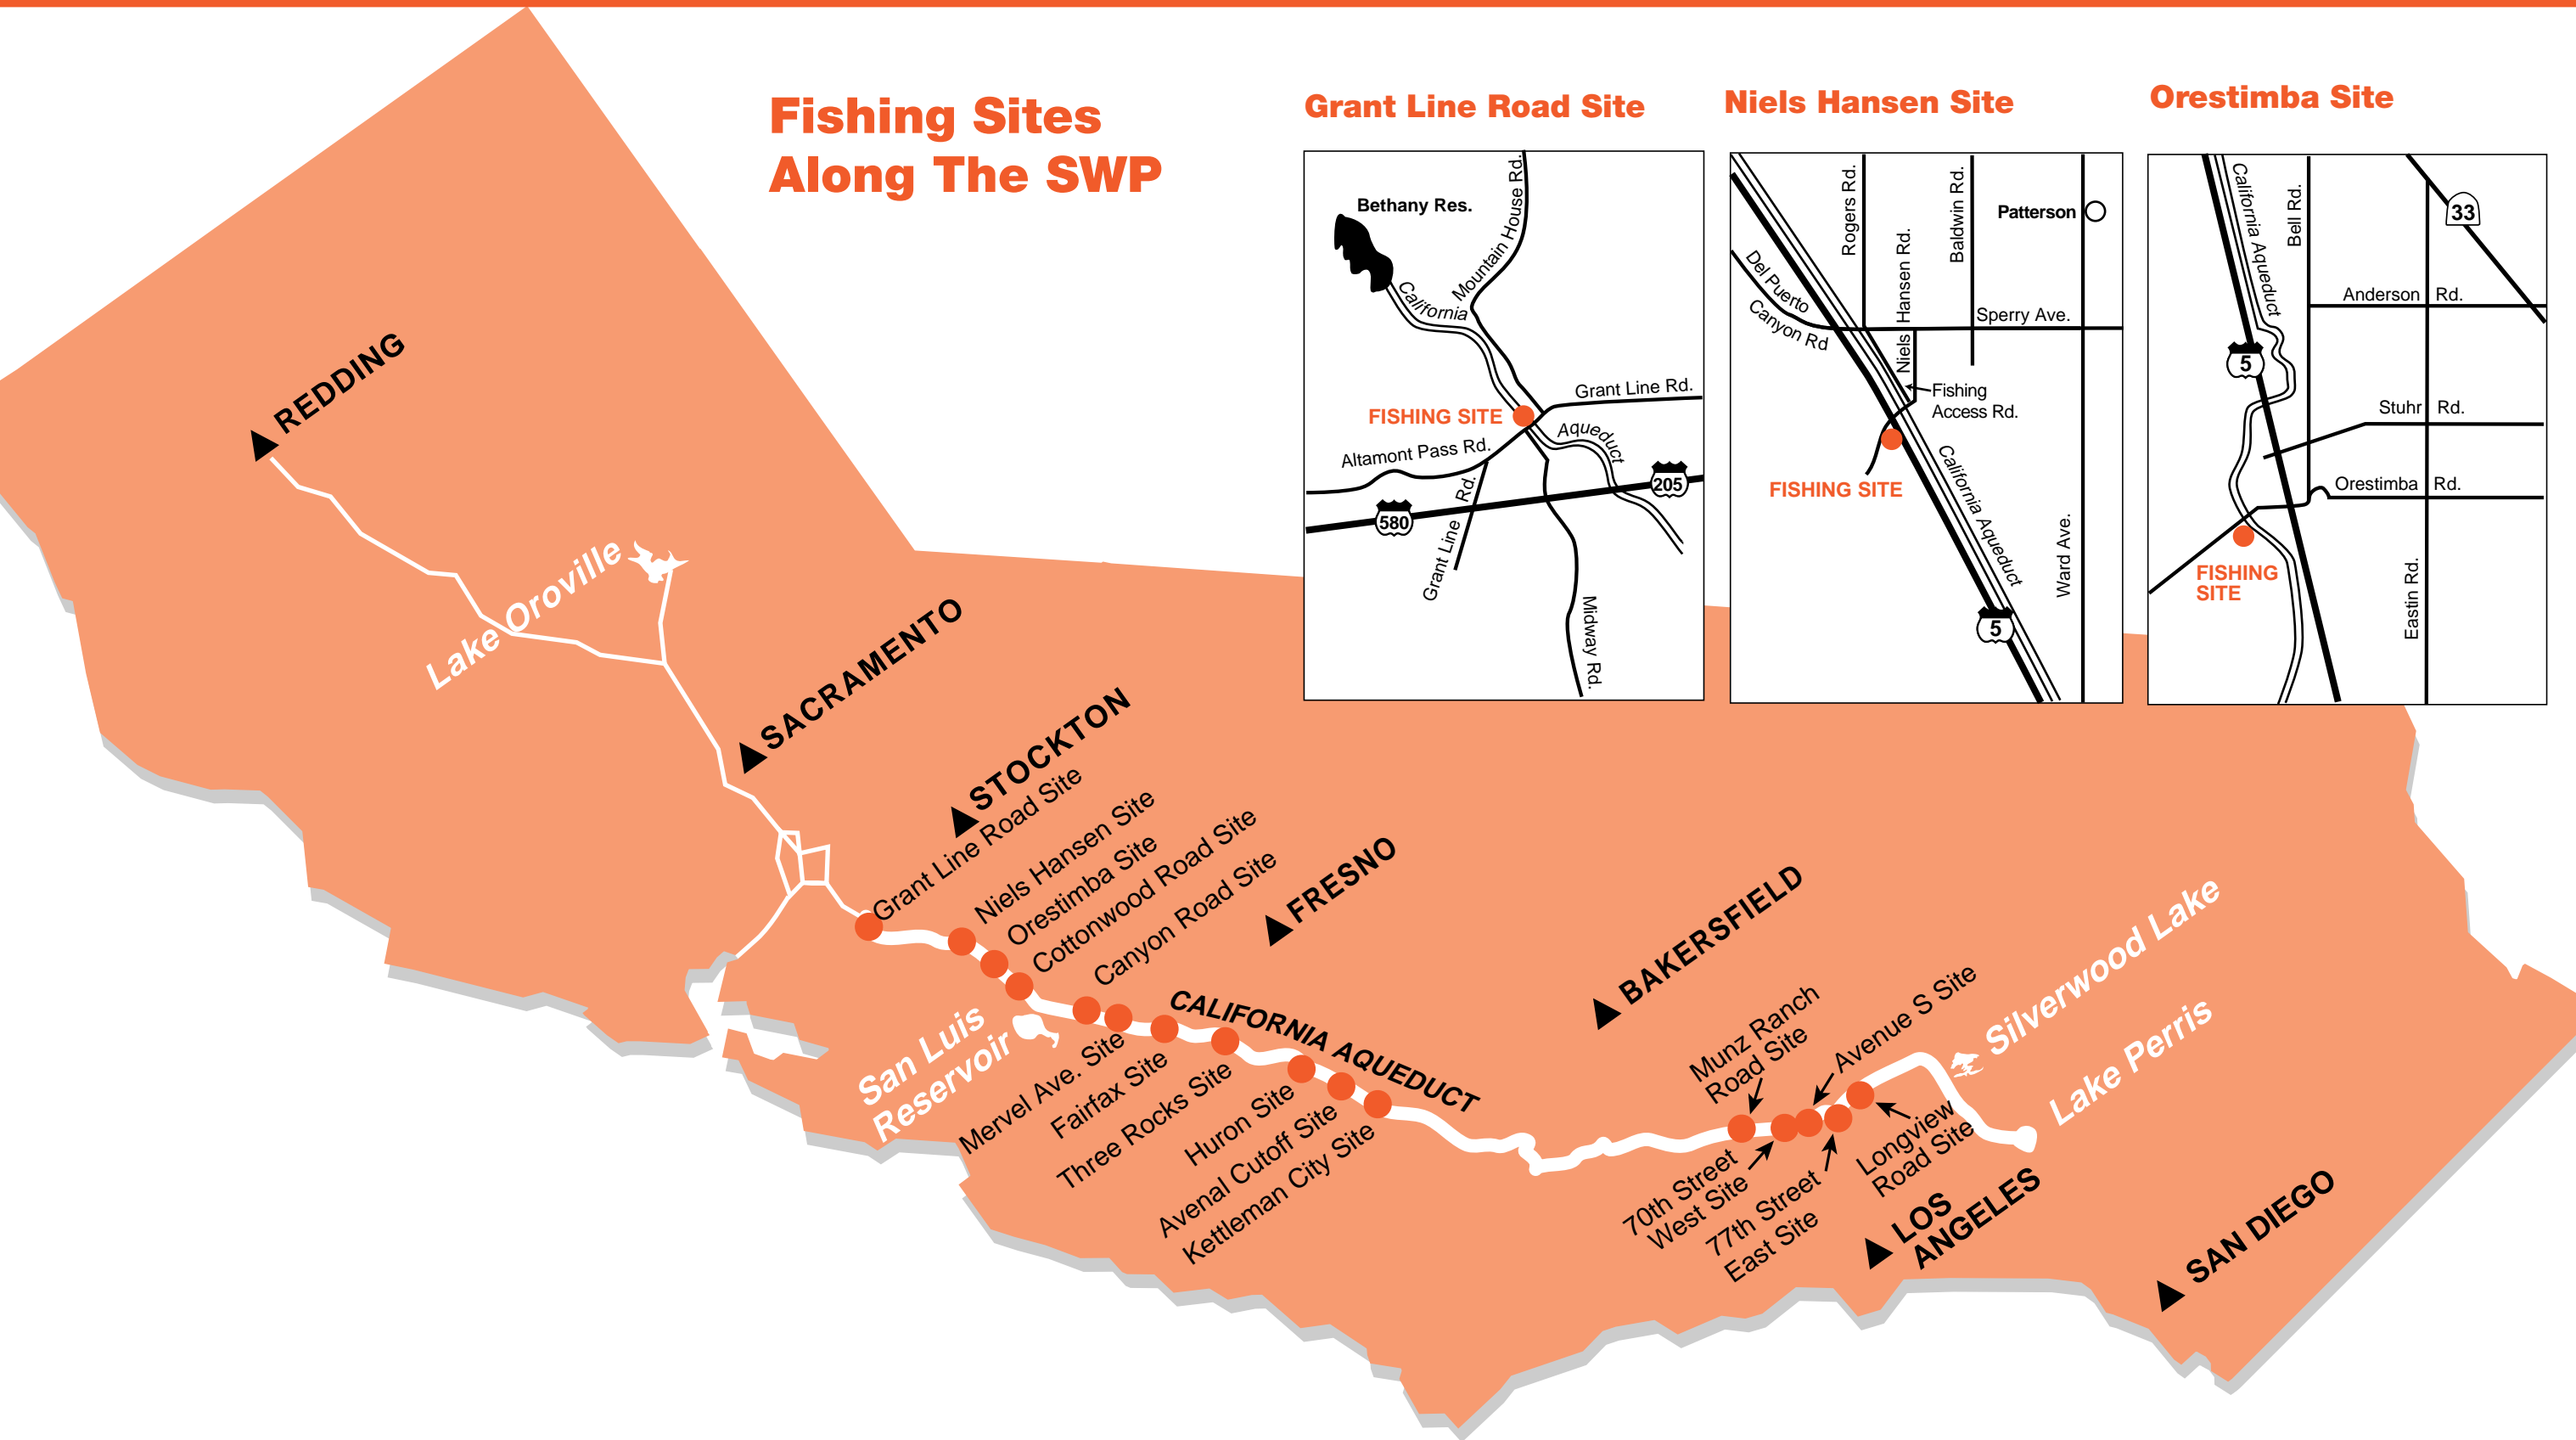 Fishing Sites
Along The SWP
Grant Line Road Site
Bethany Res.
Mountain House Rd.
California
Grant Line Rd.
FISHING SITE
Aqueduct
Altamont Pass Rd.
205
580
Grant Line Rd.
Midway Rd.
Niels Hansen Site
Rogers Rd.
Niels Hansen Rd.
Baldwin Rd.
Patterson
Del Puerto
Canyon Rd
Sperry Ave.
Fishing
Access Rd.
FISHING SITE
California Aqueduct
Ward Ave.
5
Orestimba Site
California Aqueduct
Bell Rd.
33
Anderson Rd.
5
Stuhr Rd.
Orestimba Rd.
FISHING
SITE
Eastin Rd.
REDDING
Lake Oroville
SACRAMENTO
STOCKTON
Grant Line Road Site
Niels Hansen Site
Orestimba Site
Cottonwood Road Site
Canyon Road Site
FRESNO
San Luis
Reservoir
CALIFORNIA AQUEDUCT
Mervel Ave. Site
Fairfax Site
Three Rocks Site
Huron Site
Avenal Cutoff Site
Kettleman City Site
BAKERSFIELD
Munz Ranch
Road Site
Avenue S Site
Silverwood Lake
Lake Perris
70th Street
West Site
77th Street
East Site
Longview
Road Site
LOS
ANGELES
SAN DIEGO